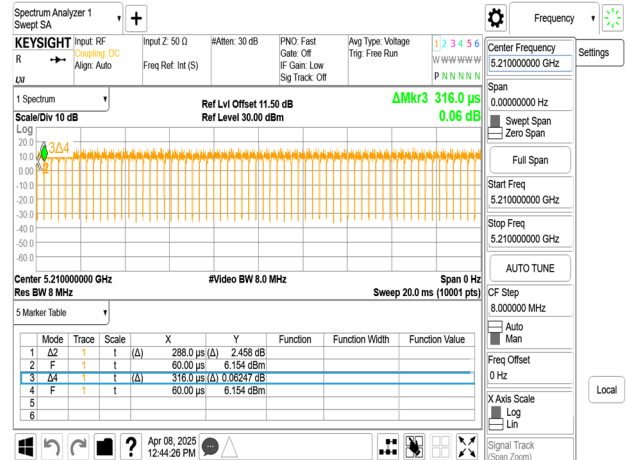 Spectrum Analyzer 1
Swept SA
Frequency
KEYSIGHT Input: RF Input Z: 50 Ω #Atten: 30 dB PNO: Fast Avg Type: Voltage 1 2 3 4 5 6
R Coupling: DC Gate: Off Trig: Free Run
Align: Auto Freq Ref: Int (S) IF Gain: Low W W W W W W
Sig Track: Off P N N N N N
LXI
Center Frequency
5.210000000 GHz
Settings
Span
0.00000000 Hz
Swept Span
Zero Span
Full Span
Start Freq
5.210000000 GHz
Stop Freq
5.210000000 GHz
AUTO TUNE
CF Step
8.000000 MHz
Auto
Man
Freq Offset
0 Hz
X Axis Scale
Log
Lin
Signal Track
(Span Zoom)
Local
1 Spectrum
Scale/Div 10 dB
Ref Lvl Offset 11.50 dB
Ref Level 30.00 dBm
ΔMkr3 316.0 µs
0.06 dB
Log
20.0
10.0
0.00
-10.0
-20.0
-30.0
-40.0
-50.0
-60.0
3Δ4
Center 5.210000000 GHz #Video BW 8.0 MHz Span 0 Hz
Res BW 8 MHz Sweep 20.0 ms (10001 pts)
5 Marker Table
Mode Trace Scale X Y Function Function Width Function Value
1 Δ2 1 t (Δ) 288.0 µs (Δ) 2.458 dB
2 F 1 t 60.00 µs 6.154 dBm
3 Δ4 1 t (Δ) 316.0 µs (Δ) 0.06247 dB
4 F 1 t 60.00 µs 6.154 dBm
5
6
?
Apr 08, 2025
12:44:26 PM